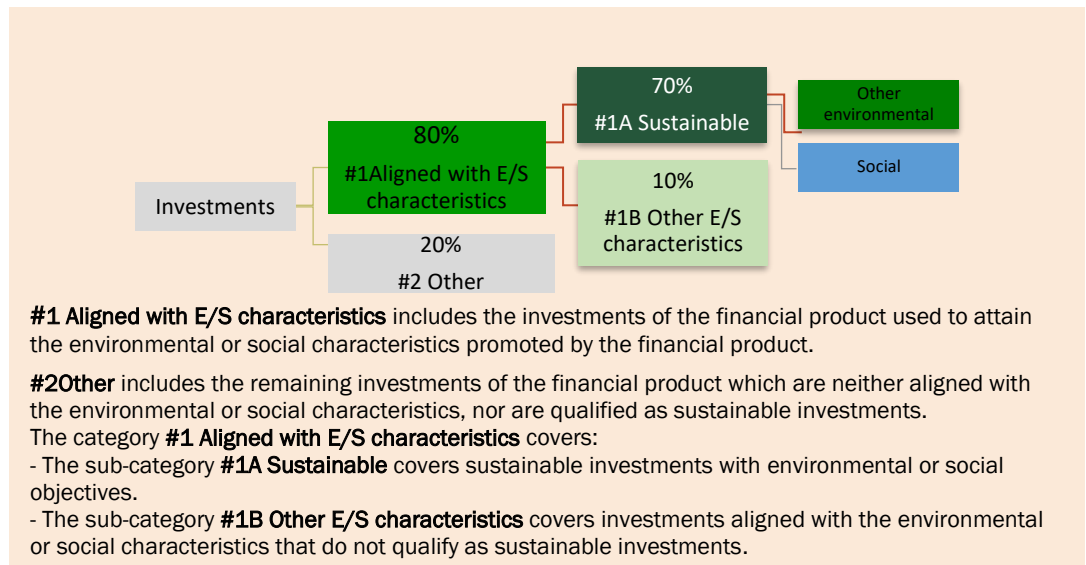 70%
#1A Sustainable
Other
environmental
80%
#1Aligned with E/S
characteristics
Social
10%
#1B Other E/S
characteristics
Investments
20%
#2 Other
#1 Aligned with E/S characteristics includes the investments of the financial product used to attain
the environmental or social characteristics promoted by the financial product.
#2Other includes the remaining investments of the financial product which are neither aligned with
the environmental or social characteristics, nor are qualified as sustainable investments.
The category #1 Aligned with E/S characteristics covers:
- The sub-category #1A Sustainable covers sustainable investments with environmental or social
objectives.
- The sub-category #1B Other E/S characteristics covers investments aligned with the environmental
or social characteristics that do not qualify as sustainable investments.